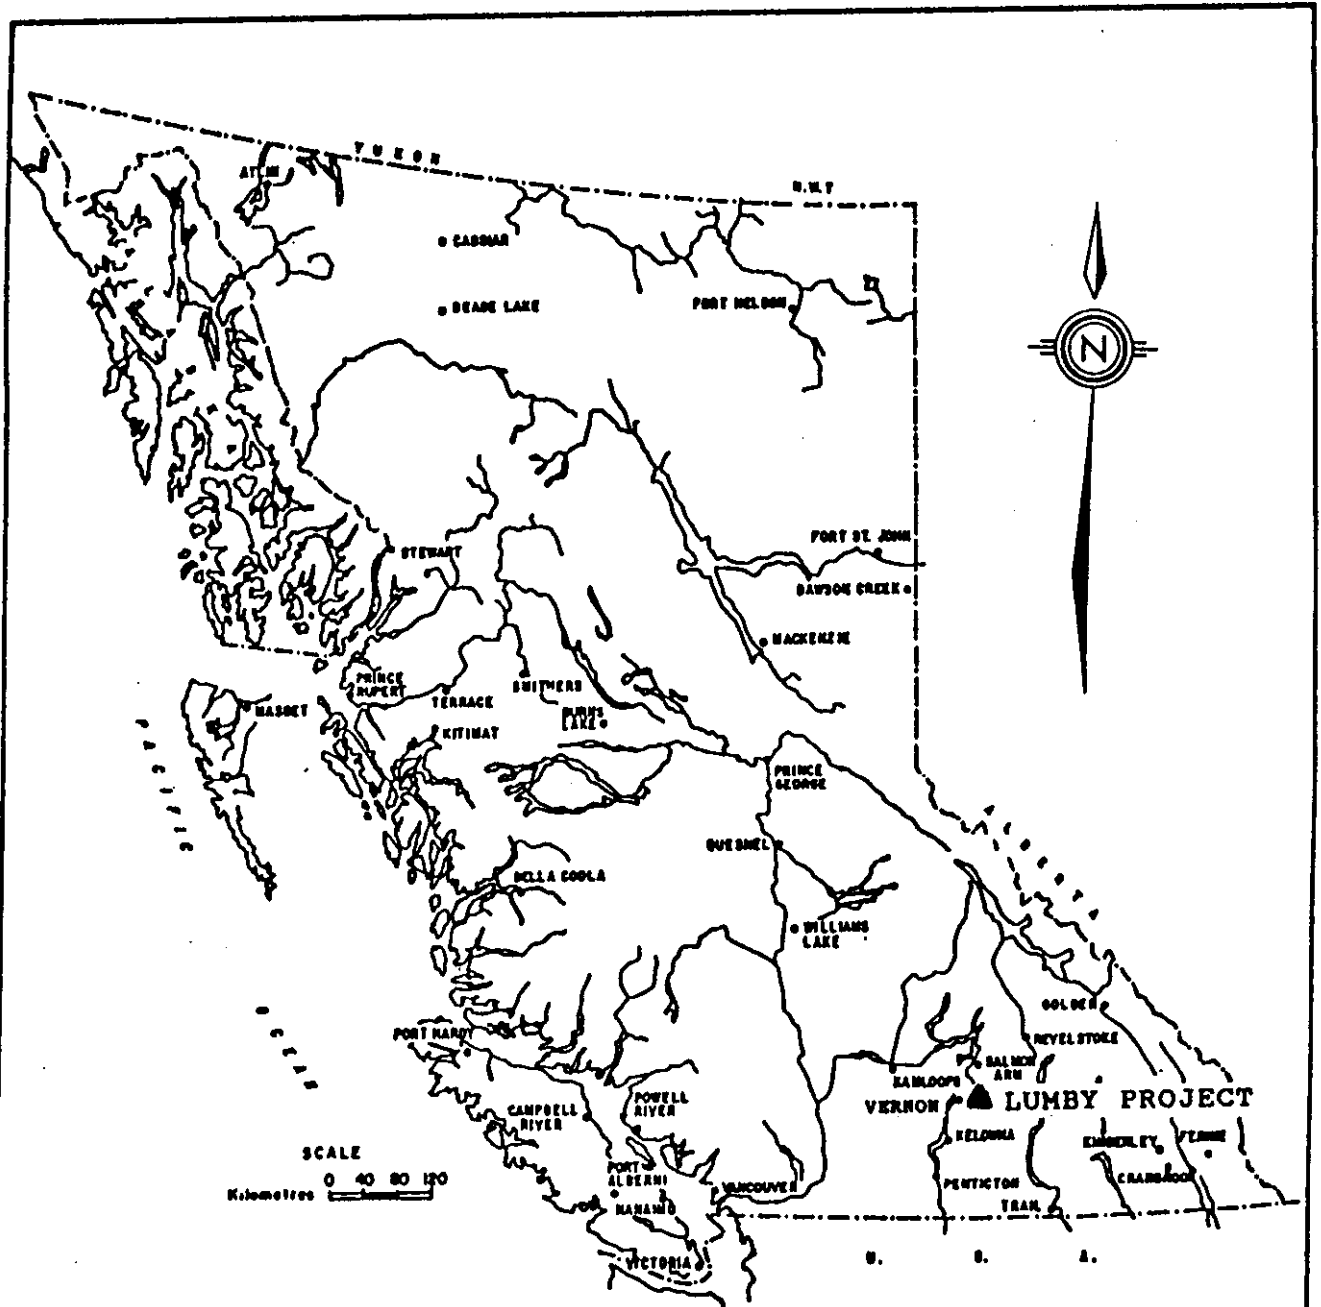 YUKON
N.W.T
ATLIN
CASSIAR
DEASE LAKE
FORT NELSON
N
STEWART
FORT ST. JOHN
DAWSON CREEK
MACKENZIE
PRINCE
RUPERT
TERRACE
SMITHERS
BURNS
LAKE
MASSET
KITIMAT
PACIFIC
PRINCE
GEORGE
QUESNEL
ALBERTA
BELLA COOLA
WILLIAMS
LAKE
GOLDEN
OCEAN
PORT HARDY
REVELSTOKE
SALMON
ARM
KAMLOOPS
VERNON
LUMBY PROJECT
CAMPBELL
RIVER
POWELL
RIVER
KELOWNA
KIMBERLEY
FERNIE
SCALE
0 40 80 120
Kilometres
PORT
ALBERNI
VANCOUVER
PENTICTON
CRANBROOK
NANAIMO
TRAIL
VICTORIA
U. S. A.